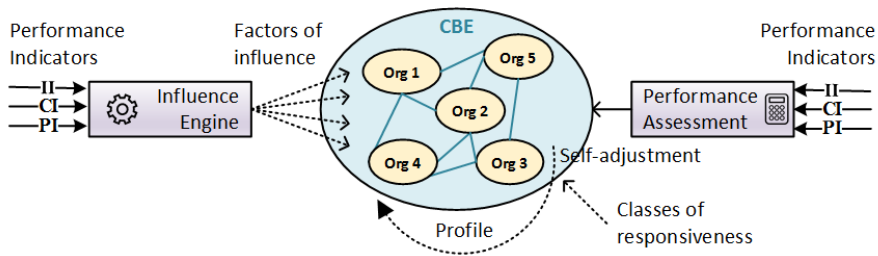 Performance
Indicators
II
CI
PI
Influence
Engine
Factors of
influence
CBE
Org 1
Org 5
Org 2
Org 4
Org 3
Performance
Indicators
II
CI
PI
Performance
Assessment
Self-adjustment
Profile
Classes of
responsiveness